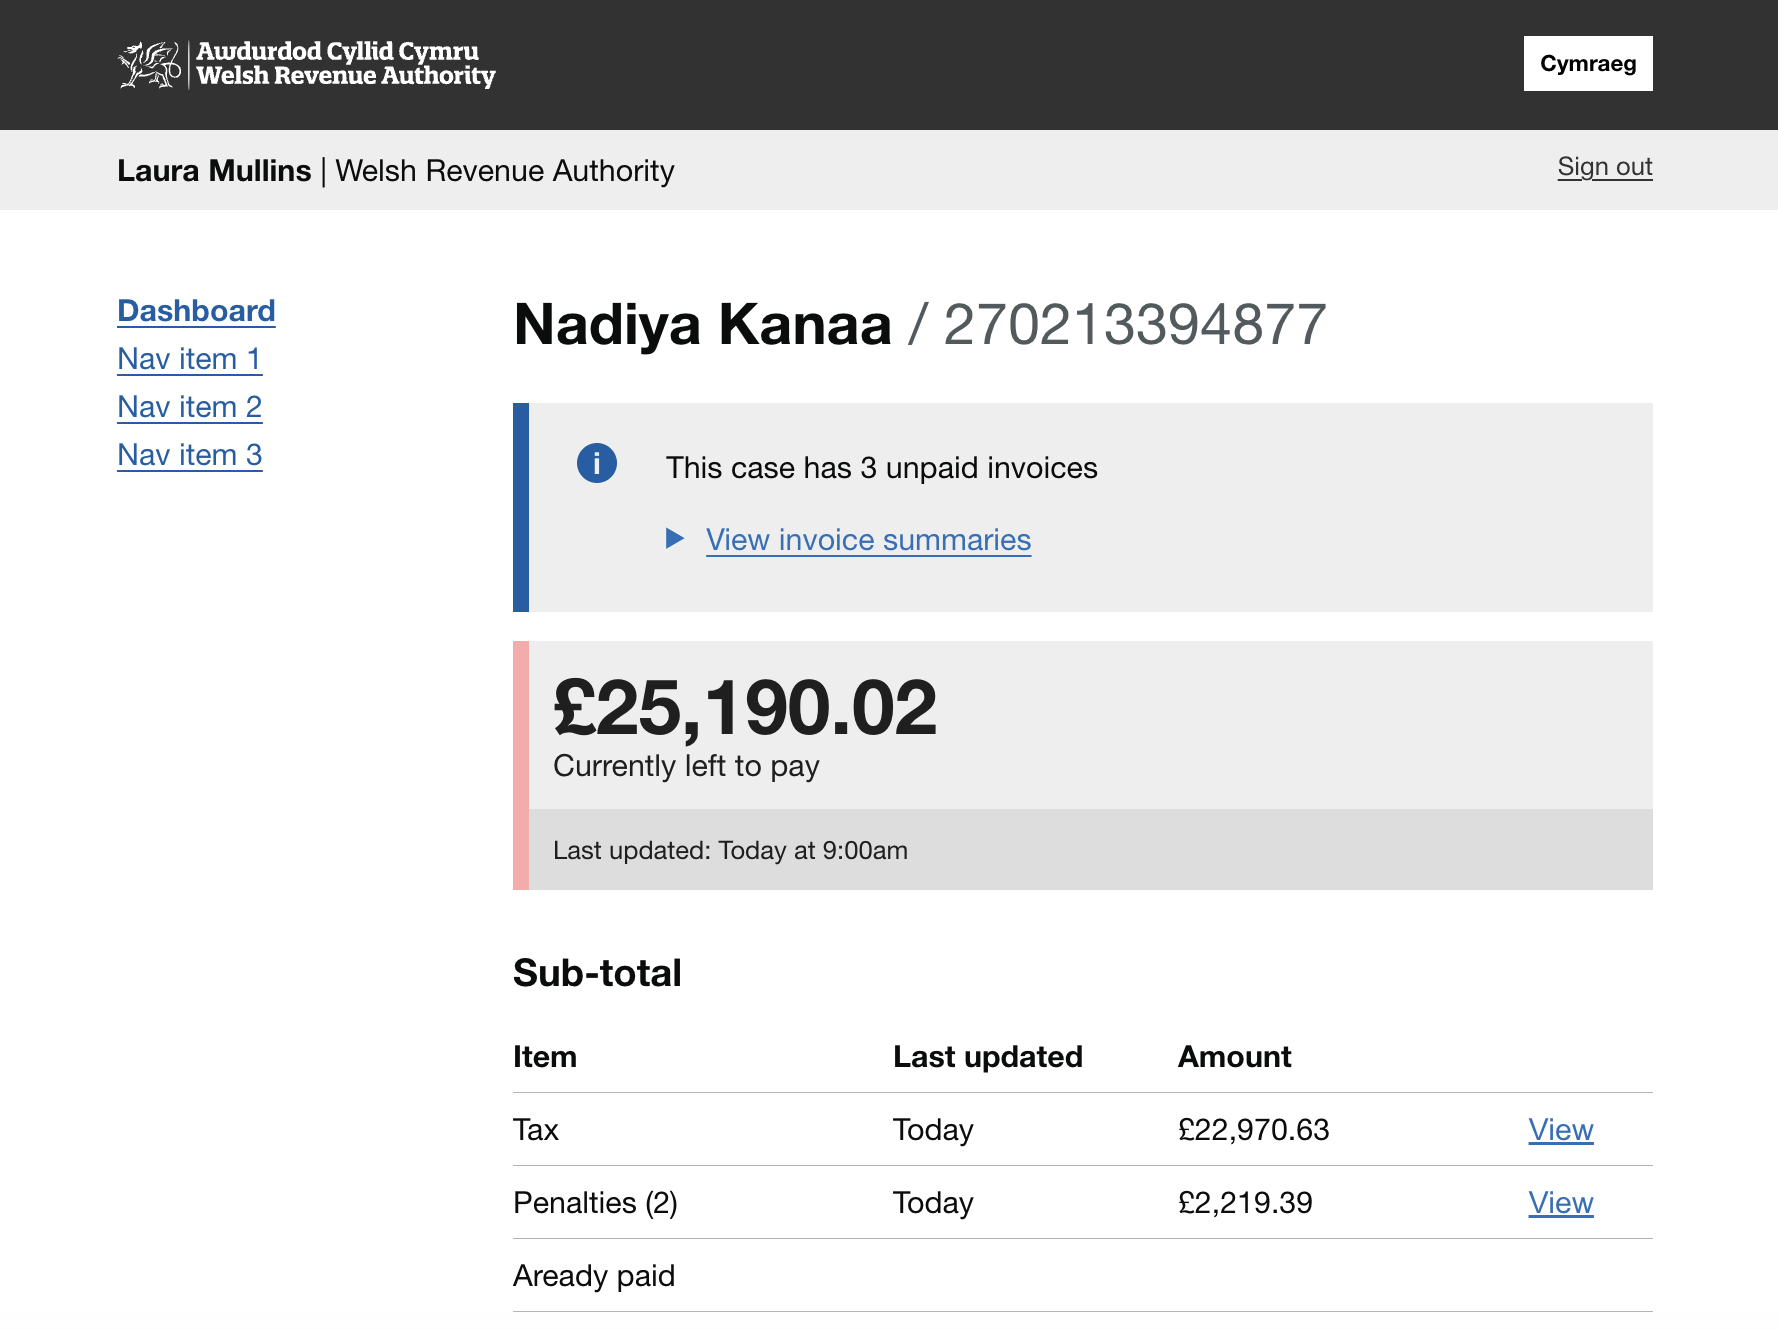 Awdurdod Cyllid Cymru
Welsh Revenue Authority
Cymraeg
Laura Mullins | Welsh Revenue Authority
Sign out
Dashboard
Nav item 1
Nav item 2
Nav item 3
Nadiya Kanaa / 270213394877
i
This case has 3 unpaid invoices
View invoice summaries
£25,190.02
Currently left to pay
Last updated: Today at 9:00am
Sub-total
Item Last updated Amount
Tax Today £22,970.63 View
Penalties (2) Today £2,219.39 View
Aready paid